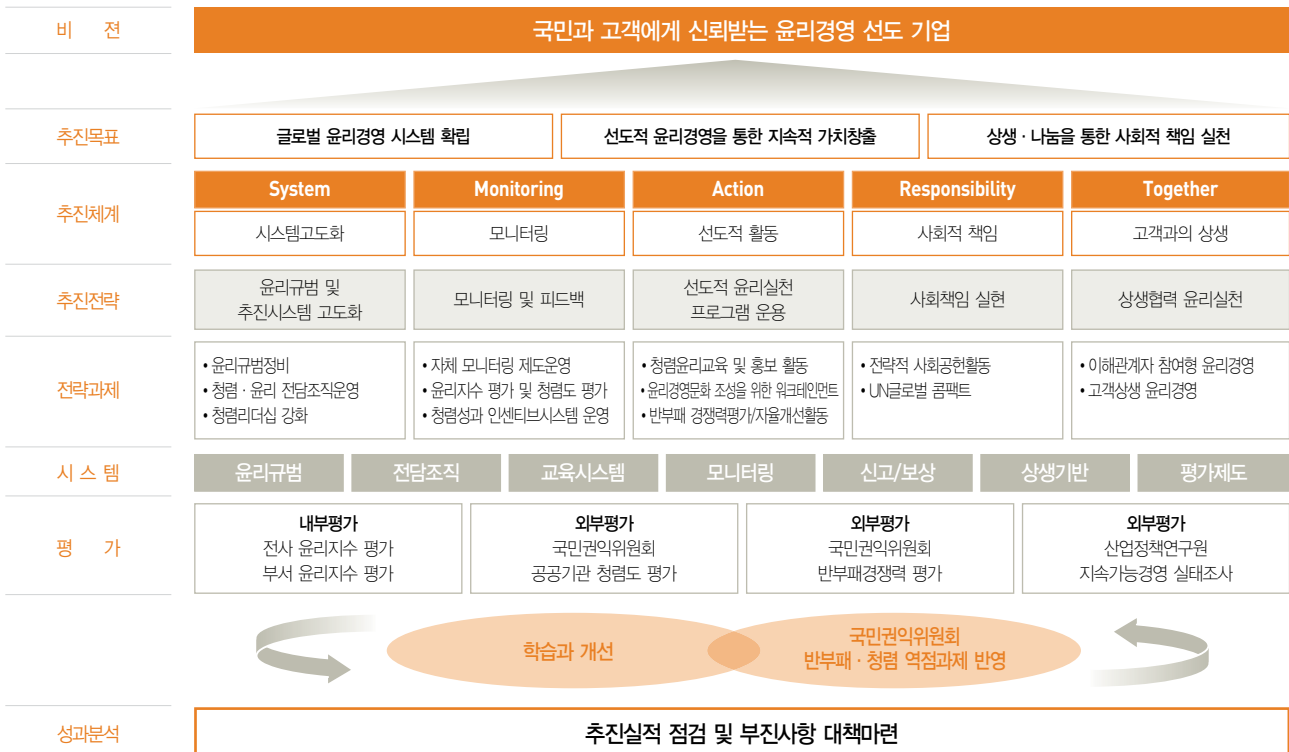 비 전
국민과 고객에게 신뢰받는 윤리경영 선도 기업
추진목표
글로벌 윤리경영 시스템 확립
선도적 윤리경영을 통한 지속적 가치창출
상생 · 나눔을 통한 사회적 책임 실천
추진체계
System
Monitoring
Action
Responsibility
Together
시스템고도화
모니터링
선도적 활동
사회적 책임
고객과의 상생
추진전략
윤리규범 및
추진시스템 고도화
모니터링 및 피드백
선도적 윤리실천
프로그램 운용
사회책임 실현
상생협력 윤리실천
전략과제
• 윤리규범정비
• 청렴 · 윤리 전담조직운영
• 청렴리더십 강화
• 자체 모니터링 제도운영
• 윤리지수 평가 및 청렴도 평가
• 청렴성과 인센티브시스템 운영
• 청렴윤리교육 및 홍보 활동
• 윤리경영문화 조성을 위한 워크테인먼트
• 반부패 경쟁력평가/자율개선활동
• 전략적 사회공헌활동
• UN글로벌 콤팩트
• 이해관계자 참여형 윤리경영
• 고객상생 윤리경영
시 스 템
윤리규범
전담조직
교육시스템
모니터링
신고/보상
상생기반
평가제도
평 가
내부평가
전사 윤리지수 평가
부서 윤리지수 평가
외부평가
국민권익위원회
공공기관 청렴도 평가
외부평가
국민권익위원회
반부패경쟁력 평가
외부평가
산업정책연구원
지속가능경영 실태조사
학습과 개선
국민권익위원회
반부패 · 청렴 역점과제 반영
성과분석
추진실적 점검 및 부진사항 대책마련